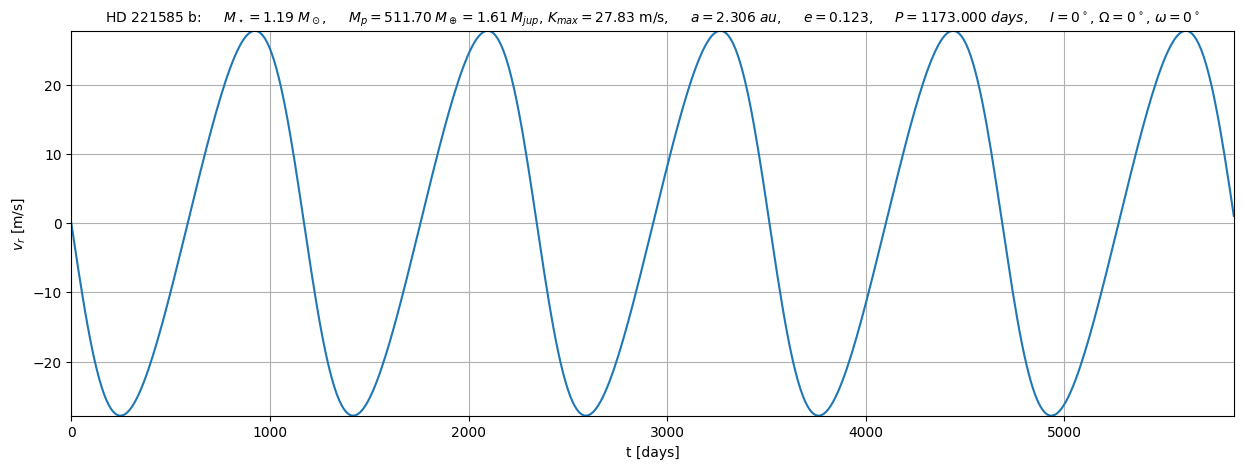 HD 221585 b: M⋆ = 1.19 M⊙, Mp = 511.70 M⊕ = 1.61 Mjup, Kmax = 27.83 m/s, a = 2.306 au, e = 0.123, P = 1173.000 days, I = 0°, Ω = 0°, ω = 0°
20
10
0
−10
−20
vr [m/s]
0 1000 2000 3000 4000 5000
t [days]